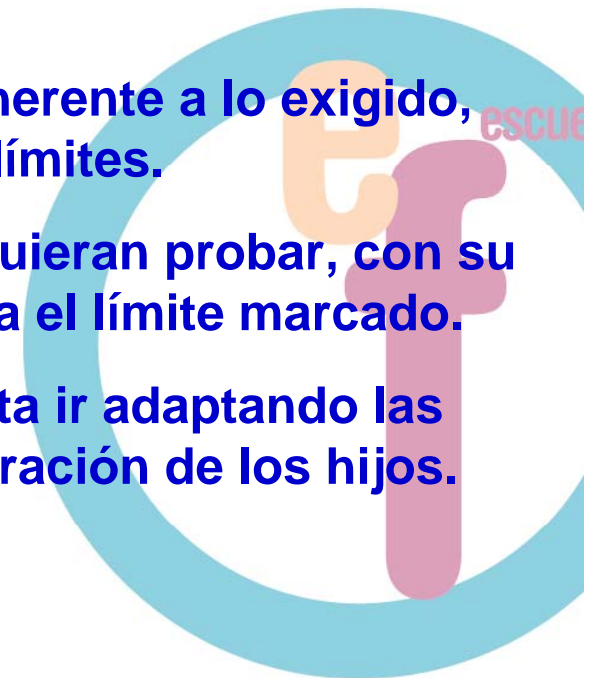 herente a lo exigido,
límites.
uieran probar, con su
a el límite marcado.
ta ir adaptando las
ración de los hijos.
ef
escue